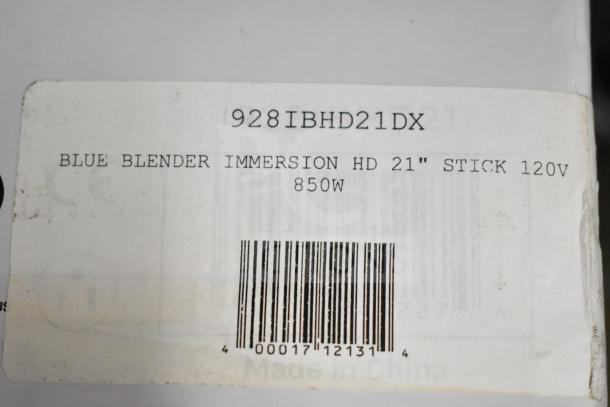 928IBHD21DX
BLUE BLENDER IMMERSION HD 21" STICK 120V
850W
4 00017 12131 4
Made in China